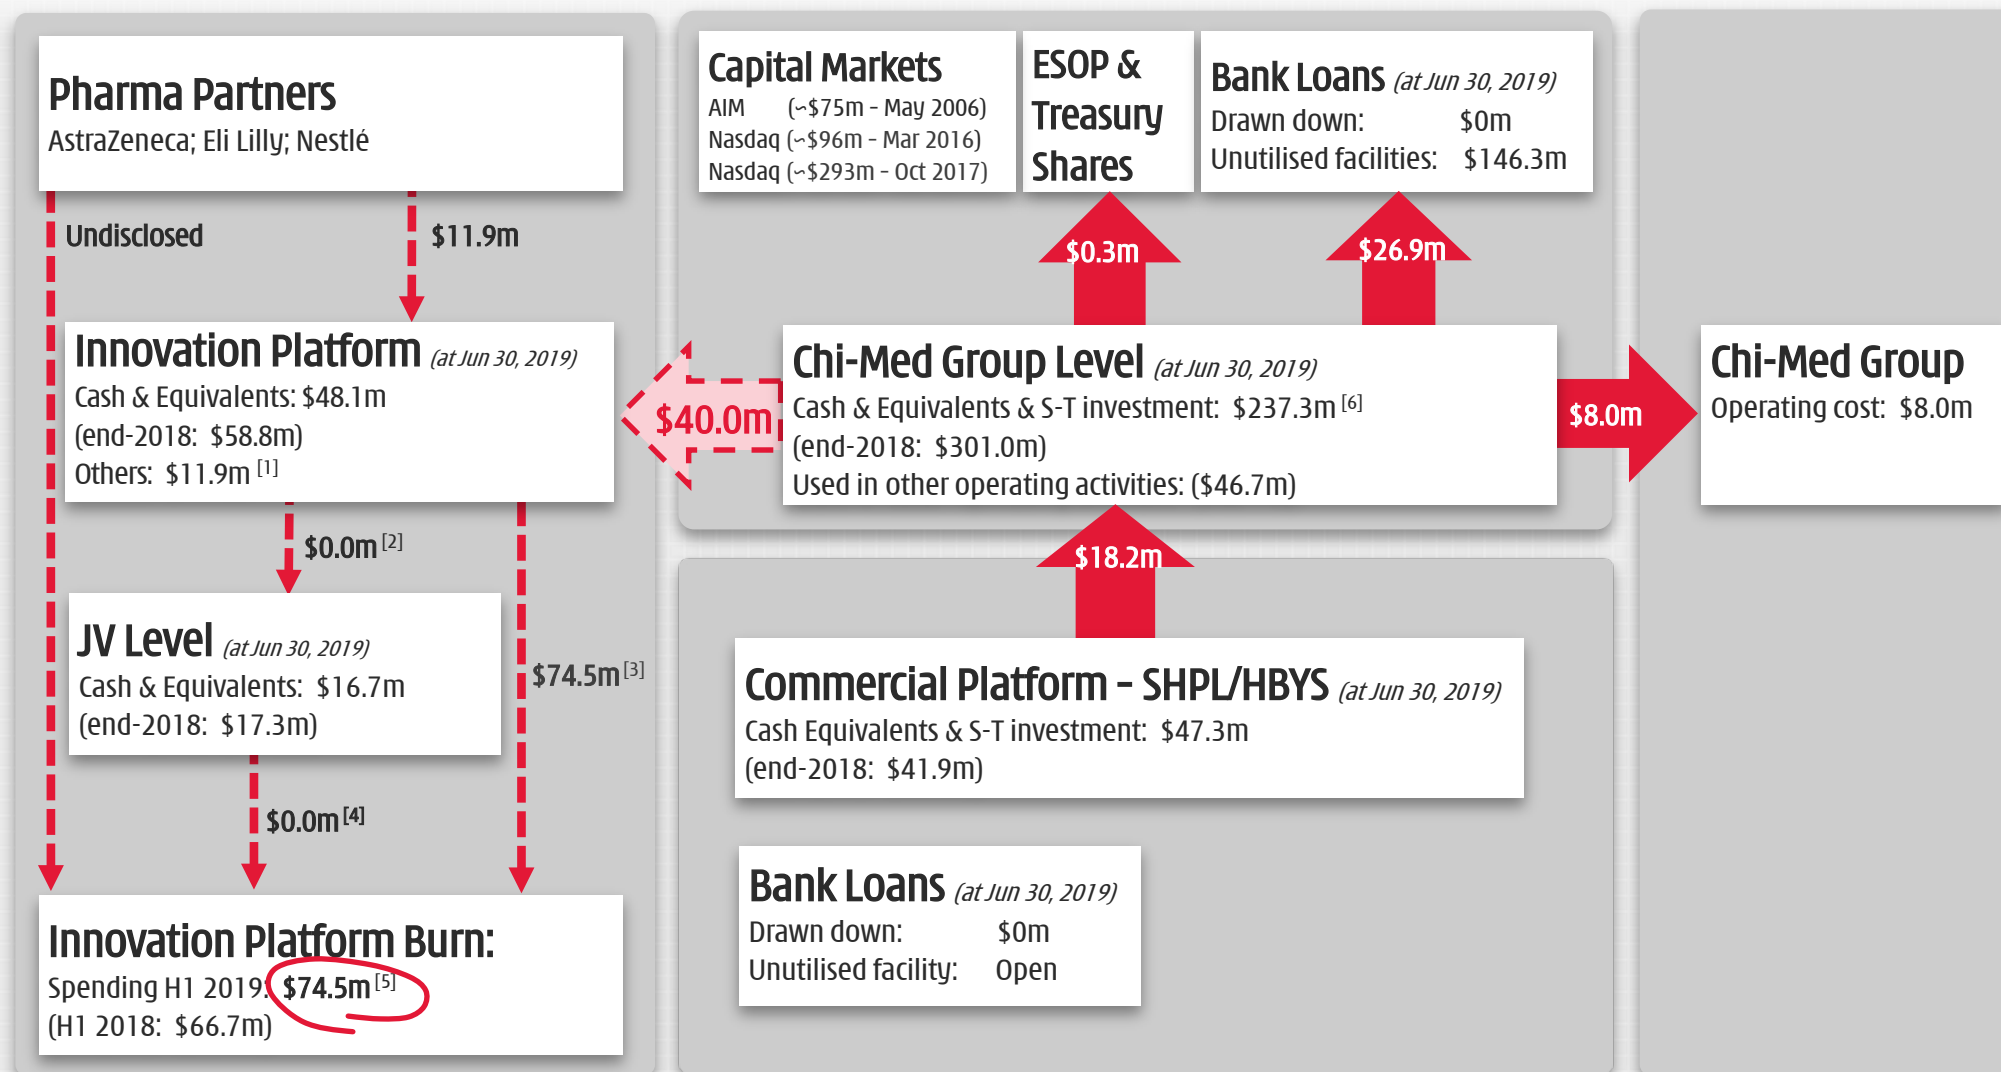 Pharma Partners
AstraZeneca; Eli Lilly; Nestlé
Undisclosed
$11.9m
Innovation Platform (at Jun 30, 2019)
Cash & Equivalents: $48.1m
(end-2018: $58.8m)
Others: $11.9m [1]
$0.0m [2]
JV Level (at Jun 30, 2019)
Cash & Equivalents: $16.7m
(end-2018: $17.3m)
$74.5m [3]
$0.0m [4]
Innovation Platform Burn:
Spending H1 2019: $74.5m [5]
(H1 2018: $66.7m)
Capital Markets
AIM (~$75m – May 2006)
Nasdaq (~$96m – Mar 2016)
Nasdaq (~$293m – Oct 2017)
ESOP &
Treasury
Shares
Bank Loans (at Jun 30, 2019)
Drawn down: $0m
Unutilised facilities: $146.3m
$0.3m
$26.9m
$40.0m
Chi-Med Group Level (at Jun 30, 2019)
Cash & Equivalents & S-T investment: $237.3m [6]
(end-2018: $301.0m)
Used in other operating activities: ($46.7m)
$8.0m
Chi-Med Group
Operating cost: $8.0m
$18.2m
Commercial Platform – SHPL/HBYS (at Jun 30, 2019)
Cash Equivalents & S-T investment: $47.3m
(end-2018: $41.9m)
Bank Loans (at Jun 30, 2019)
Drawn down: $0m
Unutilised facility: Open